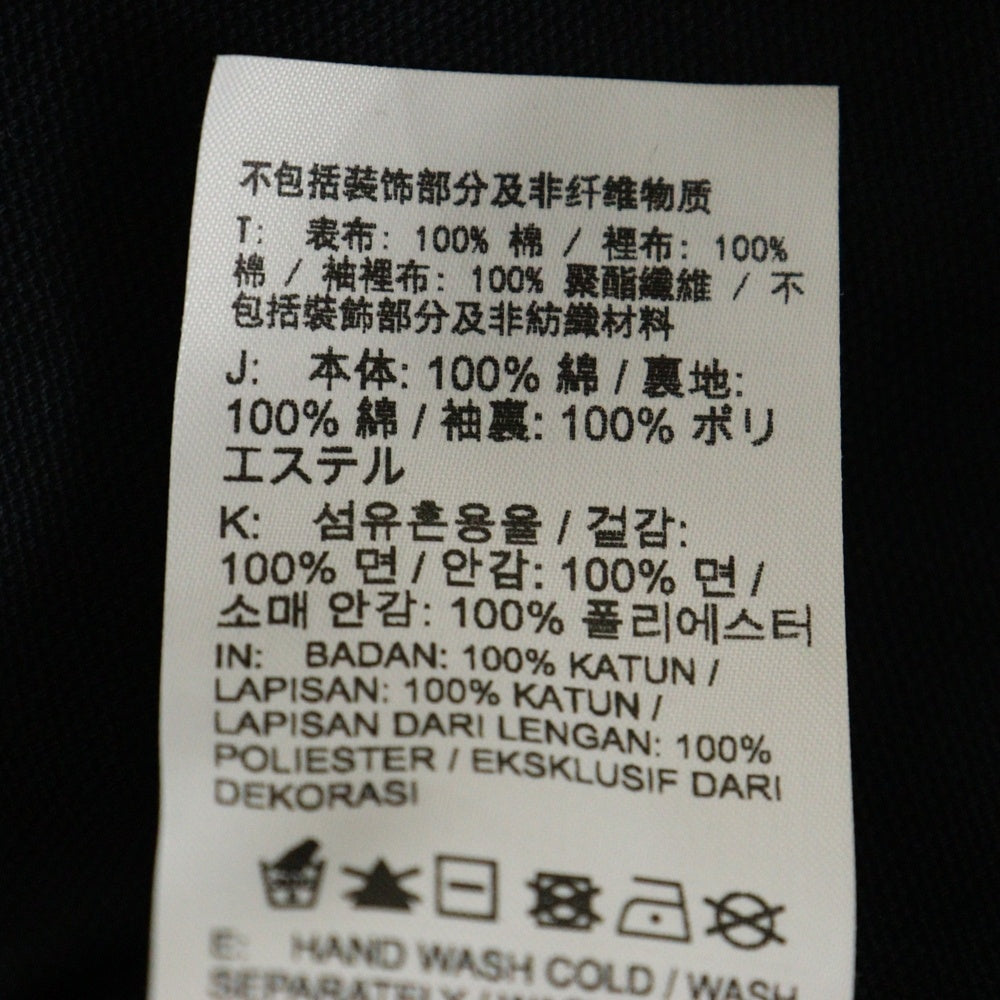 不包括装饰部分及非纤维物质
T: 表布: 100% 棉 / 裡布: 100%
棉 / 袖裡布: 100% 聚酯纖維 / 不
包括裝飾部分及非紡織材料
J: 本体: 100% 綿 / 裏地:
100% 綿 / 袖裏: 100% ポリ
エステル
K: 섬유혼용율 / 겉감:
100% 면 / 안감: 100% 면 /
소매 안감: 100% 폴리에스터
IN: BADAN: 100% KATUN /
LAPISAN: 100% KATUN /
LAPISAN DARI LENGAN: 100%
POLIESTER / EKSKLUSIF DARI
DEKORASI
E: HAND WASH COLD / WASH
SEPARATELY /